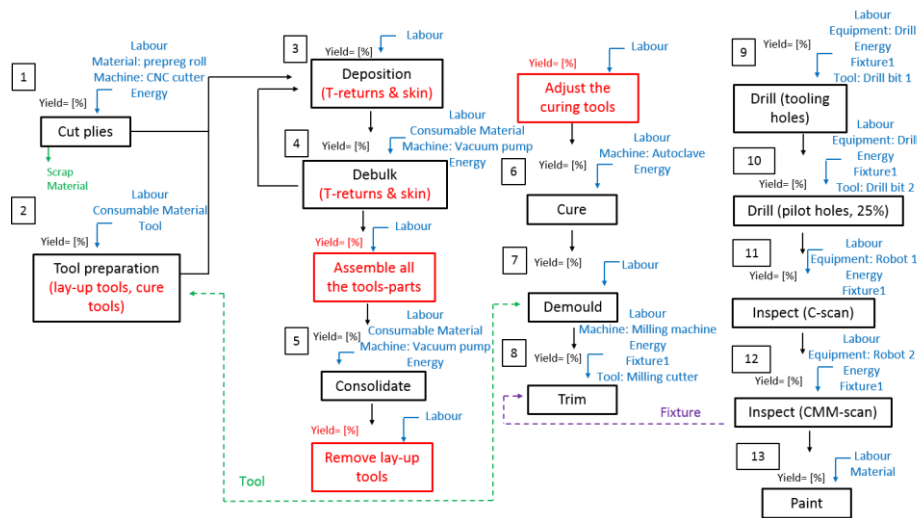 1
Labour
Material: prepreg roll
Machine: CNC cutter
Energy
Yield= [%]
Cut plies
Scrap
Material
2
Labour
Consumable Material
Tool
Yield= [%]
Tool preparation
(lay-up tools, cure
tools)
3
Labour
Yield= [%]
Deposition
(T-returns & skin)
4
Labour
Consumable Material
Machine: Vacuum pump
Energy
Yield= [%]
Debulk
(T-returns & skin)
Labour
Yield= [%]
Assemble all
the tools-parts
5
Labour
Consumable Material
Machine: Vacuum pump
Energy
Yield= [%]
Consolidate
Labour
Yield= [%]
Remove lay-up
tools
Tool
Labour
Yield= [%]
Adjust the
curing tools
6
Labour
Machine: Autoclave
Energy
Yield= [%]
Cure
7
Labour
Yield= [%]
Demould
8
Labour
Machine: Milling machine
Energy
Fixture1
Tool: Milling cutter
Yield= [%]
Trim
Fixture
9
Labour
Equipment: Drill
Energy
Fixture1
Tool: Drill bit 1
Yield= [%]
Drill (tooling
holes)
10
Labour
Equipment: Drill
Energy
Fixture1
Tool: Drill bit 2
Yield= [%]
Drill (pilot holes, 25%)
11
Labour
Equipment: Robot 1
Energy
Fixture1
Yield= [%]
Inspect (C-scan)
12
Labour
Equipment: Robot 2
Energy
Fixture1
Yield= [%]
Inspect (CMM-scan)
13
Labour
Material
Yield= [%]
Paint